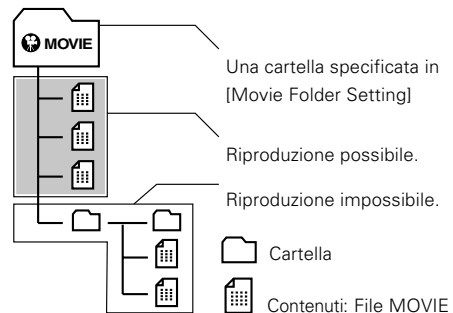 MOVIE
Una cartella specificata in
[Movie Folder Setting]
Riproduzione possibile.
Riproduzione impossibile.
Cartella
Contenuti: File MOVIE